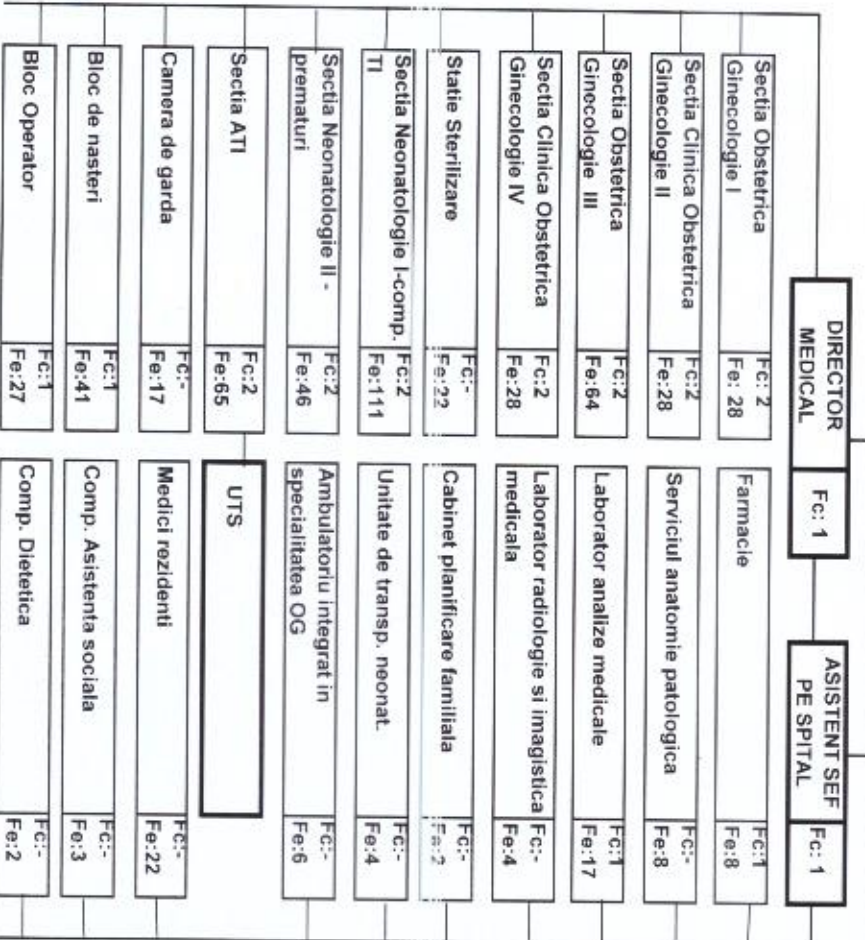 DIRECTOR
MEDICAL
Fc: 1
ASISTENT SEF
PE SPITAL
Fc: 1
Sectia Obstetrica
Ginecologie I
Fc: 2
Fe: 28
Farmacie
Fc:1
Fe:8
Sectia Clinica Obstetrica
Ginecologie II
Fc:2
Fe:28
Serviciul anatomie patologica
Fc:-
Fe:8
Sectia Obstetrica
Ginecologie III
Fc:2
Fe:64
Laborator analize medicale
Fc:1
Fe:17
Sectia Clinica Obstetrica
Ginecologie IV
Fc:2
Fe:28
Laborator radiologie si imagistica
medicala
Fc:-
Fe:4
Statie Sterilizare
Fc:-
Fe:22
Cabinet planificare familiala
Fc:-
Fe:2
Sectia Neonatologie I-comp.
TI
Fc:2
Fe:111
Unitate de transp. neonat.
Fc:-
Fe:4
Sectia Neonatologie II -
prematuri
Fc:2
Fe:46
Ambulatoriu integrat in
specialitatea OG
Fc:-
Fe:6
Sectia ATI
Fc:2
Fe:65
UTS
Camera de garda
Fc:-
Fe:17
Medici rezidenti
Fc:-
Fe:22
Bloc de nasteri
Fc:1
Fe:41
Comp. Asistenta sociala
Fc:-
Fe:3
Bloc Operator
Fc:1
Fe:27
Comp. Dietetica
Fc:-
Fe:2